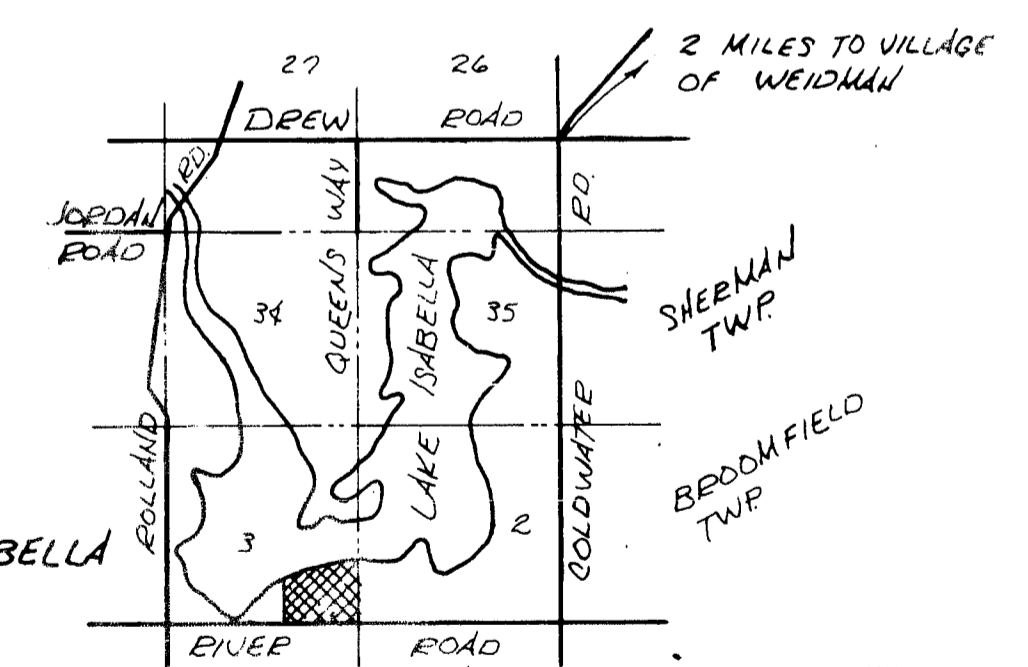 27
26
2 MILES TO VILLAGE
OF WEIDMAN
DREW ROAD
RD.
JORDAN
ROAD
QUEENS WAY
RD.
SHERMAN
TWP.
34
LAKE ISABELLA
35
ROLLAND
COLDWATER
BROOMFIELD
TWP.
BELLA
3
2
RIVER ROAD